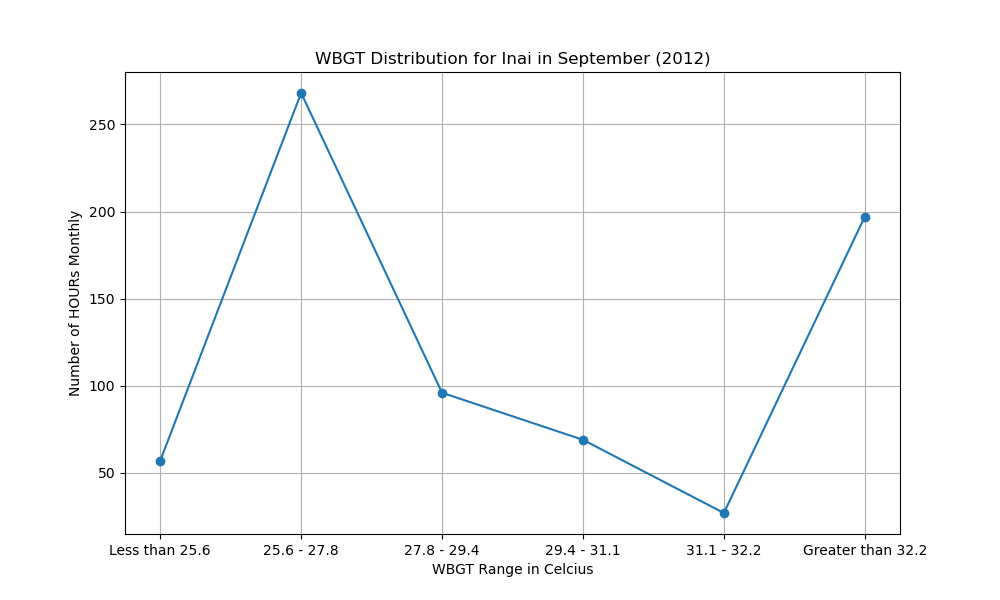 WBGT Distribution for Inai in September (2012)
Number of HOURs Monthly
250
200
150
100
50
Less than 25.6
25.6 - 27.8
27.8 - 29.4
29.4 - 31.1
31.1 - 32.2
Greater than 32.2
WBGT Range in Celcius